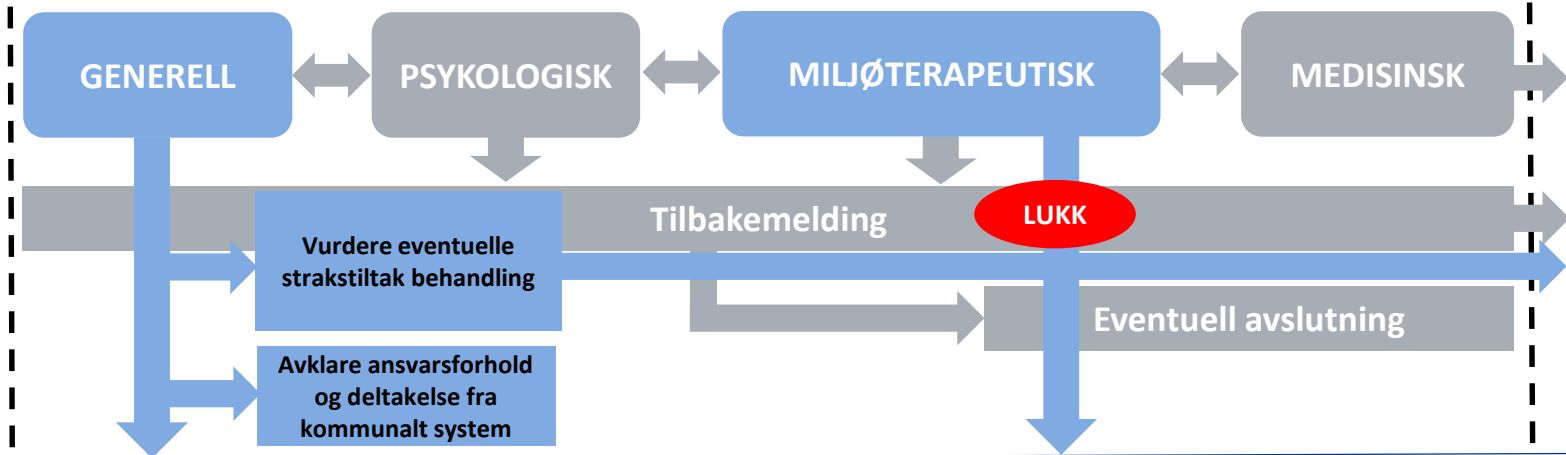 GENERELL
PSYKOLOGISK
MILJØTERAPEUTISK
MEDISINSK
Tilbakemelding
LUKK
Vurdere eventuelle
strakstiltak behandling
Eventuell avslutning
Avklare ansvarsforhold
og deltakelse fra
kommunalt system